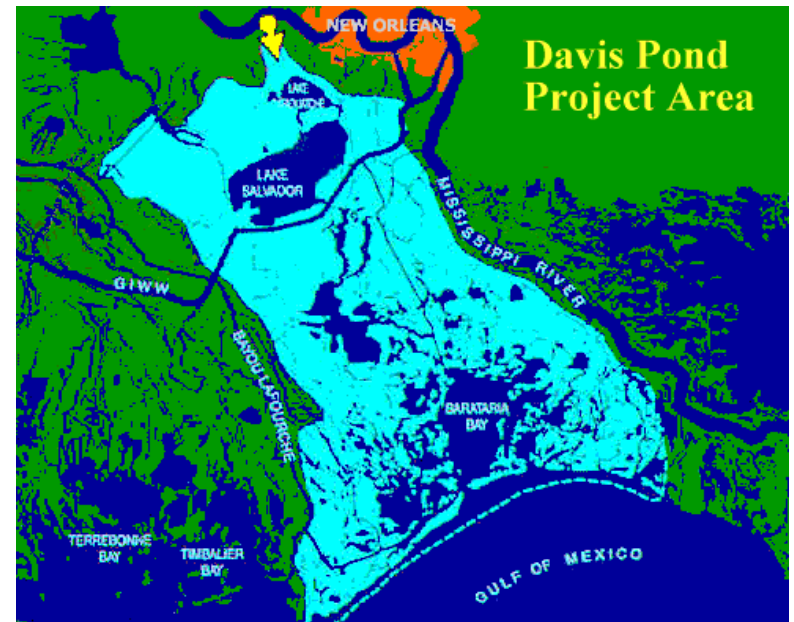 NEW ORLEANS
Davis Pond
Project Area
LAKE
LAKE
SALVADOR
MISSISSIPPI RIVER
GIWW
BAYOU LAFOURCHE
BARATARIA
BAY
TERREBONNE
BAY
TIMBALIER
BAY
GULF OF MEXICO